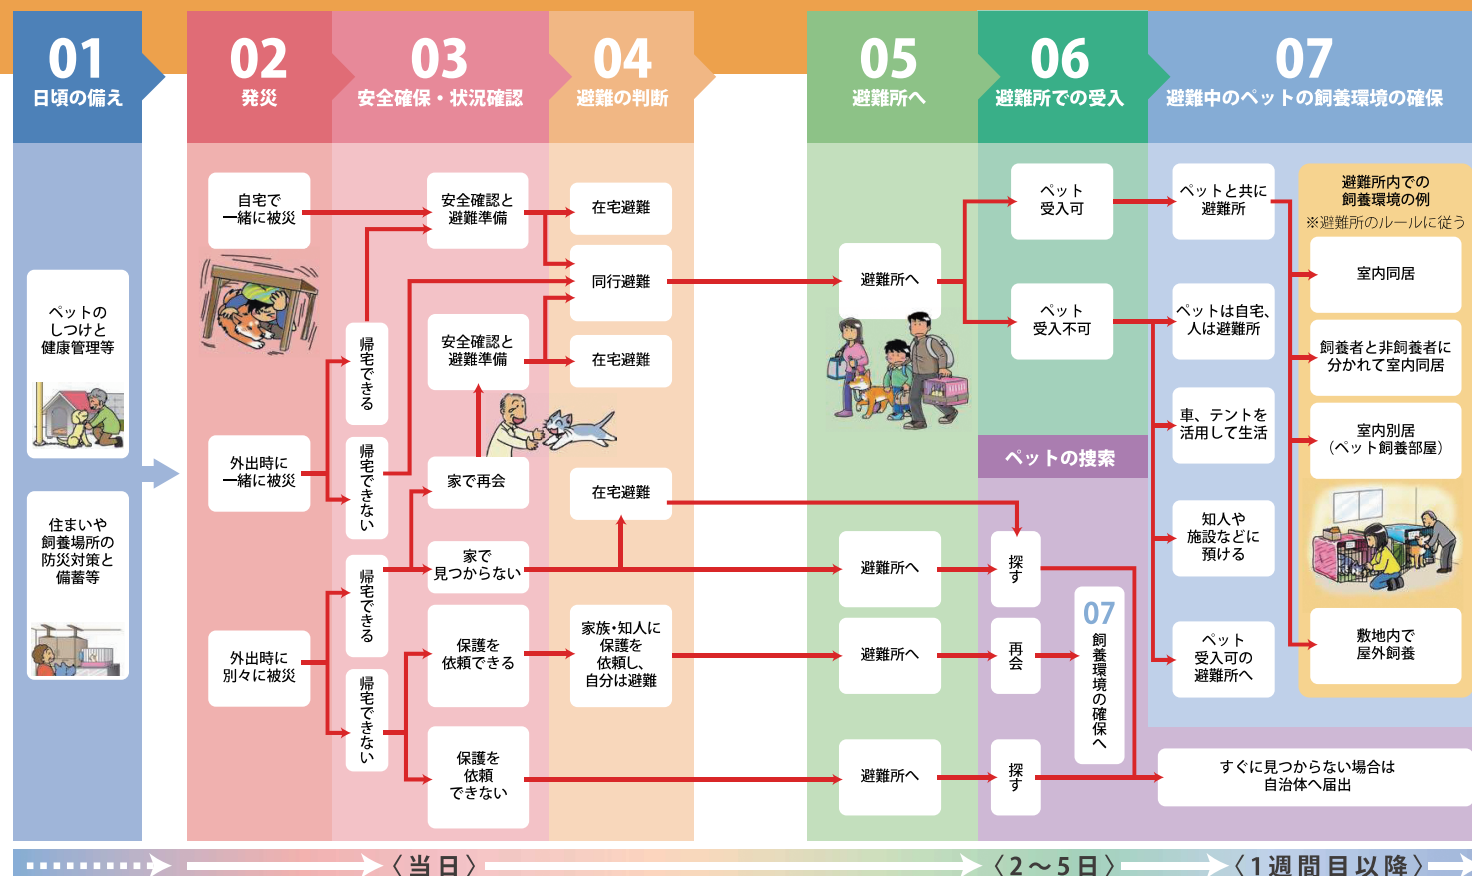 01
日頃の備え
02
発災
03
安全確保・状況確認
04
避難の判断
05
避難所へ
06
避難所での受入
07
避難中のペットの飼養環境の確保
ペットの
しつけと
健康管理等
住まいや
飼養場所の
防災対策と
備蓄等
自宅で
一緒に被災
外出時に
一緒に被災
外出時に
別々に被災
帰宅できる
帰宅できない
帰宅できる
帰宅できない
安全確認と
避難準備
安全確認と
避難準備
家で再会
家で
見つからない
保護を
依頼できる
保護を
依頼
できない
在宅避難
同行避難
在宅避難
在宅避難
家族・知人に
保護を
依頼し、
自分は避難
避難所へ
避難所へ
避難所へ
避難所へ
ペット
受入可
ペット
受入不可
ペットの捜索
探す
再会
探す
07
飼養環境の確保へ
ペットと共に
避難所
ペットは自宅、
人は避難所
車、テントを
活用して生活
知人や
施設などに
預ける
ペット
受入可の
避難所へ
避難所内での
飼養環境の例
※避難所のルールに従う
室内同居
飼養者と非飼養者に
分かれて室内同居
室内別居
（ペット飼養部屋）
敷地内で
屋外飼養
すぐに見つからない場合は
自治体へ届出
〈当日〉
〈2～5日〉
〈1週間目以降〉